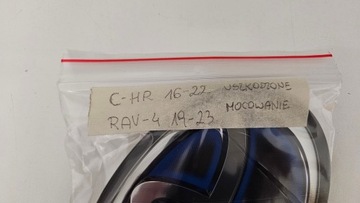 C-HR 16-22 USZKODZONE
RAV-4 19-23 MOCOWANIE